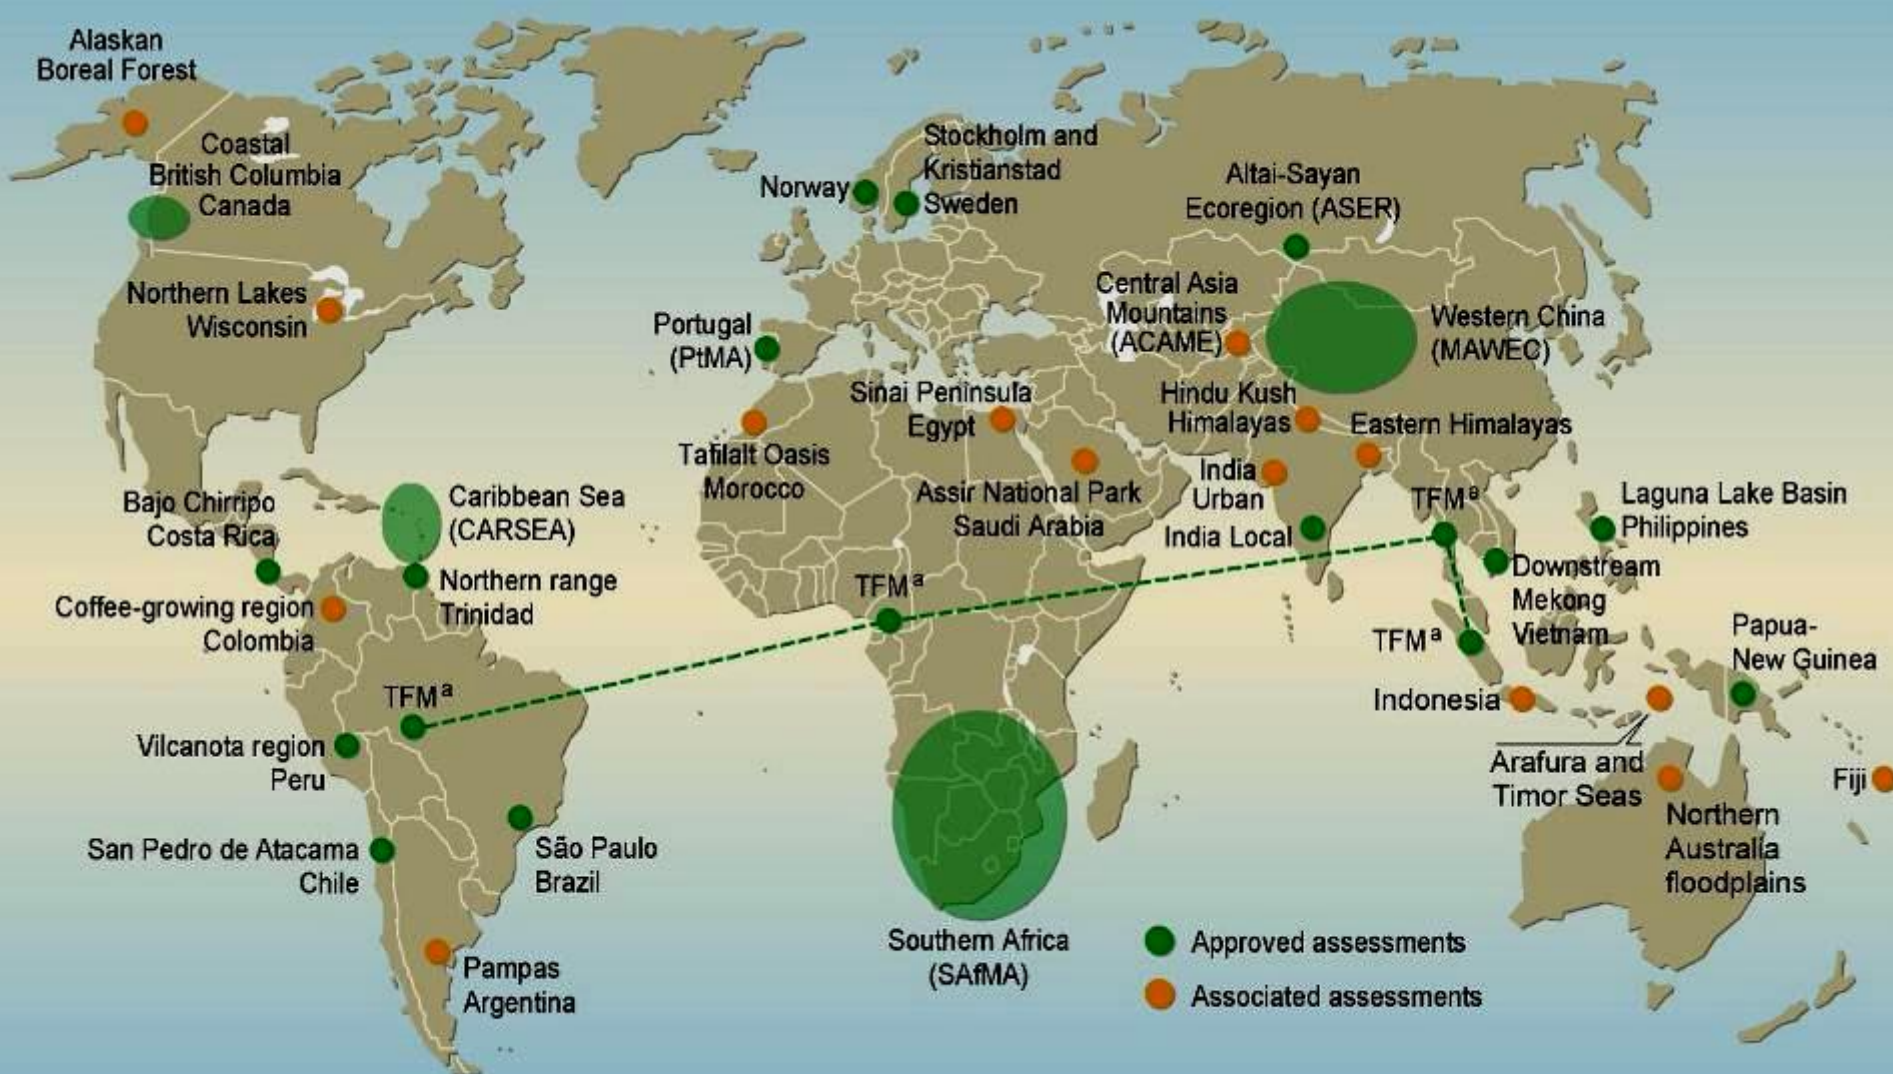 Alaskan
Boreal Forest
Coastal
British Columbia
Canada
Northern Lakes
Wisconsin
Norway
Stockholm and
Kristianstad
Sweden
Altai-Sayan
Ecoregion (ASER)
Central Asia
Mountains
(ACAME)
Western China
(MAWEC)
Portugal
(PtMA)
Sinai Peninsula
Egypt
Hindu Kush
Himalayas
Eastern Himalayas
Tafilalt Oasis
Morocco
Assir National Park
Saudi Arabia
India
Urban
India Local
TFMª
Laguna Lake Basin
Philippines
Bajo Chirripo
Costa Rica
Caribbean Sea
(CARSEA)
Northern range
Trinidad
Coffee-growing region
Colombia
TFMª
Downstream
Mekong
Vietnam
TFMª
Papua-
New Guinea
TFMª
Indonesia
Vilcanota region
Peru
Arafura and
Timor Seas
Fiji
Northern
Australia
floodplains
San Pedro de Atacama
Chile
São Paulo
Brazil
Southern Africa
(SAfMA)
Pampas
Argentina
Approved assessments
Associated assessments